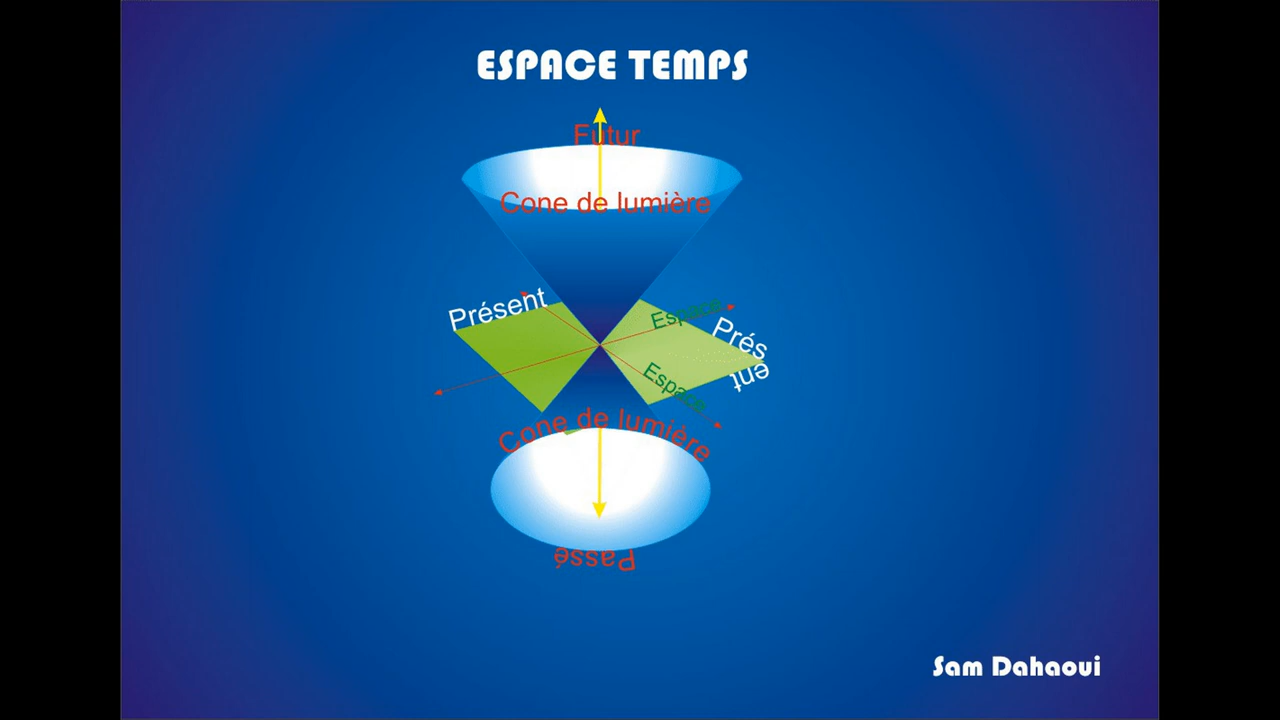 ESPACE TEMPS
Futur
Cone de lumière
Présent
Espace
Prés
ent
Espace
Cone de lumière
Passé
Sam Dahaoui